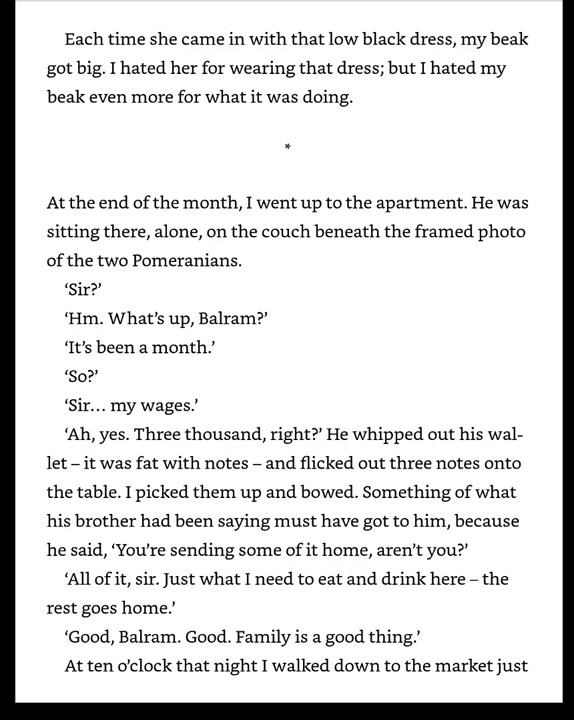 Each time she came in with that low black dress, my beak
got big. I hated her for wearing that dress; but I hated my
beak even more for what it was doing.
*
At the end of the month, I went up to the apartment. He was
sitting there, alone, on the couch beneath the framed photo
of the two Pomeranians.
‘Sir?’
‘Hm. What’s up, Balram?’
‘It’s been a month.’
‘So?’
‘Sir… my wages.’
‘Ah, yes. Three thousand, right?’ He whipped out his wal-
let – it was fat with notes – and flicked out three notes onto
the table. I picked them up and bowed. Something of what
his brother had been saying must have got to him, because
he said, ‘You’re sending some of it home, aren’t you?’
‘All of it, sir. Just what I need to eat and drink here – the
rest goes home.’
‘Good, Balram. Good. Family is a good thing.’
At ten o’clock that night I walked down to the market just